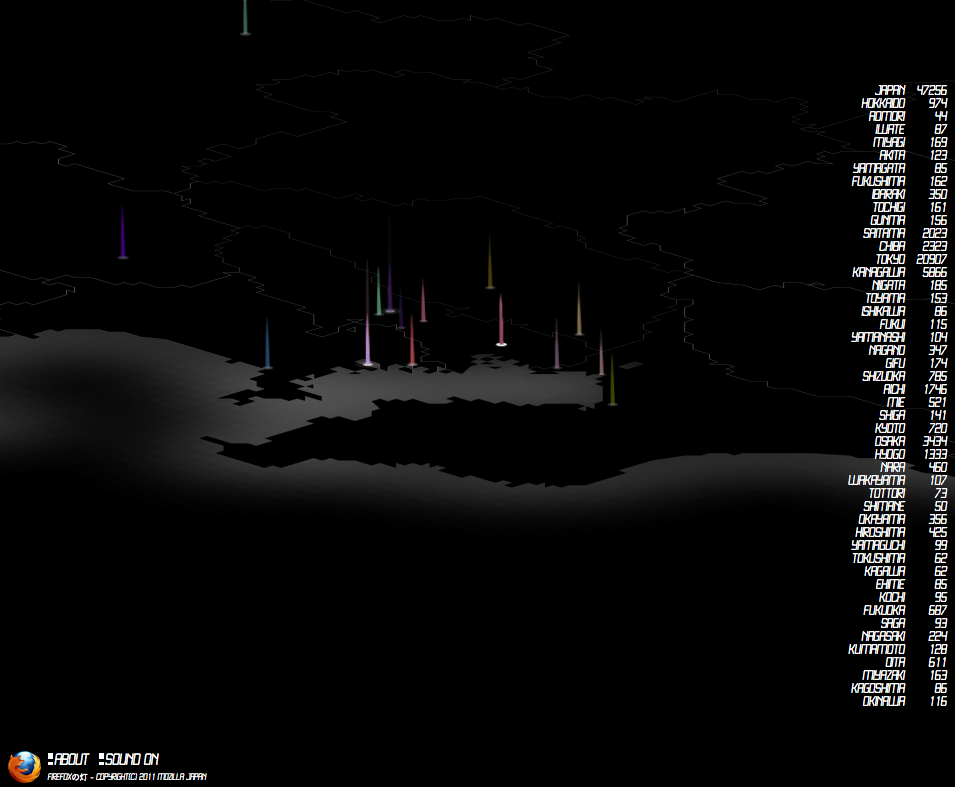 JAPAN 47256
HOKKAIDO 974
AOMORI 44
IWATE 87
MIYAGI 169
AKITA 123
YAMAGATA 85
FUKUSHIMA 162
IBARAKI 350
TOCHIGI 161
GUNMA 156
SAITAMA 2023
CHIBA 2323
TOKYO 20907
KANAGAWA 5866
NIGATA 185
TOYAMA 153
ISHIKAWA 86
FUKUI 115
YAMANASHI 104
NAGANO 347
GIFU 174
SHIZUOKA 785
AICHI 1746
MIE 521
SHIGA 141
KYOTO 720
OSAKA 3434
HYOGO 1333
NARA 460
WAKAYAMA 107
TOTTORI 73
SHIMANE 50
OKAYAMA 356
HIROSHIMA 425
YAMAGUCHI 99
TOKUSHIMA 62
KAGAWA 62
EHIME 85
KOCHI 95
FUKUOKA 687
SAGA 93
NAGASAKI 224
KUMAMOTO 128
OITA 611
MIYAZAKI 163
KAGOSHIMA 86
OKINAWA 116
ABOUT SOUND ON
FIREFOXの灯 - COPYRIGHT(C) 2011 MOZILLA JAPAN